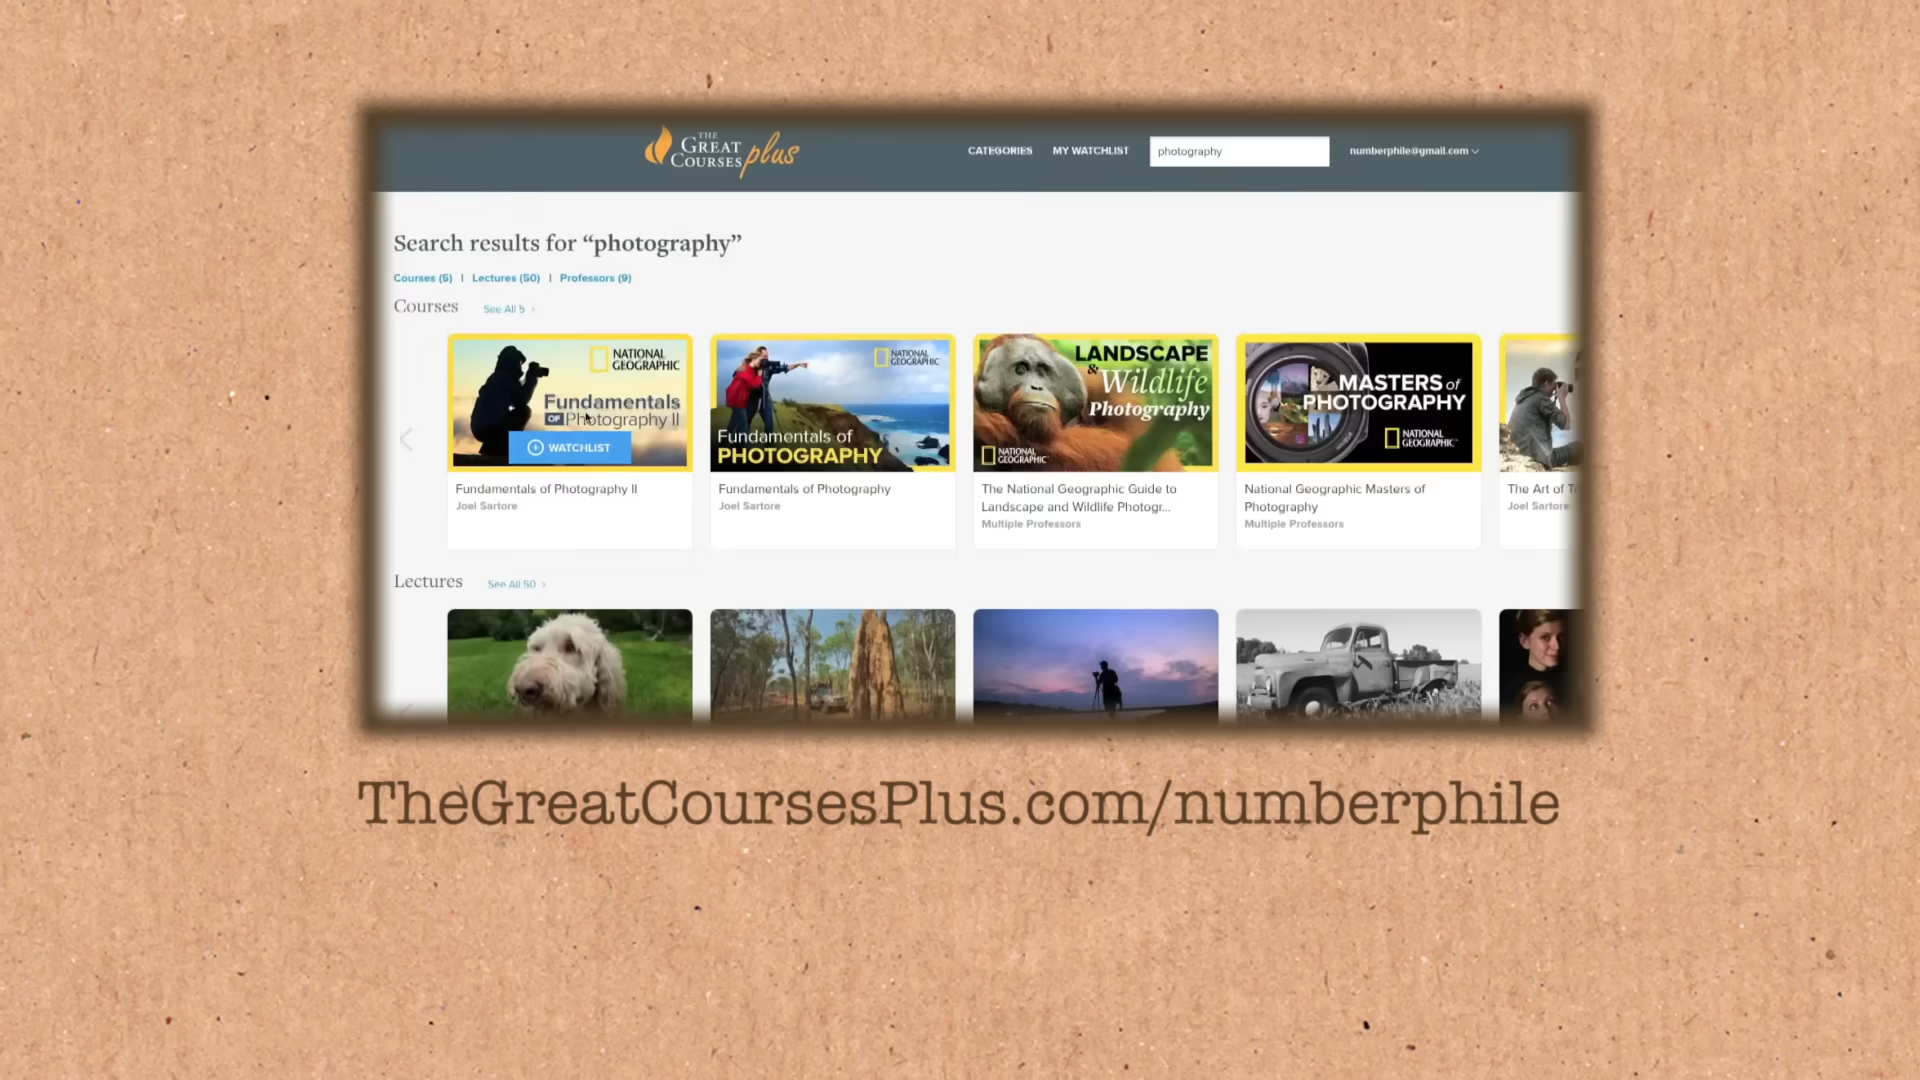 THE
GREAT
COURSES plus
CATEGORIES
MY WATCHLIST
photography
numberphile@gmail.com
Search results for “photography”
Courses (5) | Lectures (50) | Professors (9)
Courses
See All 5
NATIONAL
GEOGRAPHIC
Fundamentals
OF Photography II
WATCHLIST
Fundamentals of Photography II
Joel Sartore
NATIONAL
GEOGRAPHIC
Fundamentals of
PHOTOGRAPHY
Fundamentals of Photography
Joel Sartore
LANDSCAPE
& Wildlife
Photography
NATIONAL
GEOGRAPHIC
The National Geographic Guide to
Landscape and Wildlife Photogr...
Multiple Professors
MASTERS of
PHOTOGRAPHY
NATIONAL
GEOGRAPHIC
National Geographic Masters of
Photography
Multiple Professors
The Art of
Joel Sartore
Lectures
See All 50
TheGreatCoursesPlus.com/numberphile